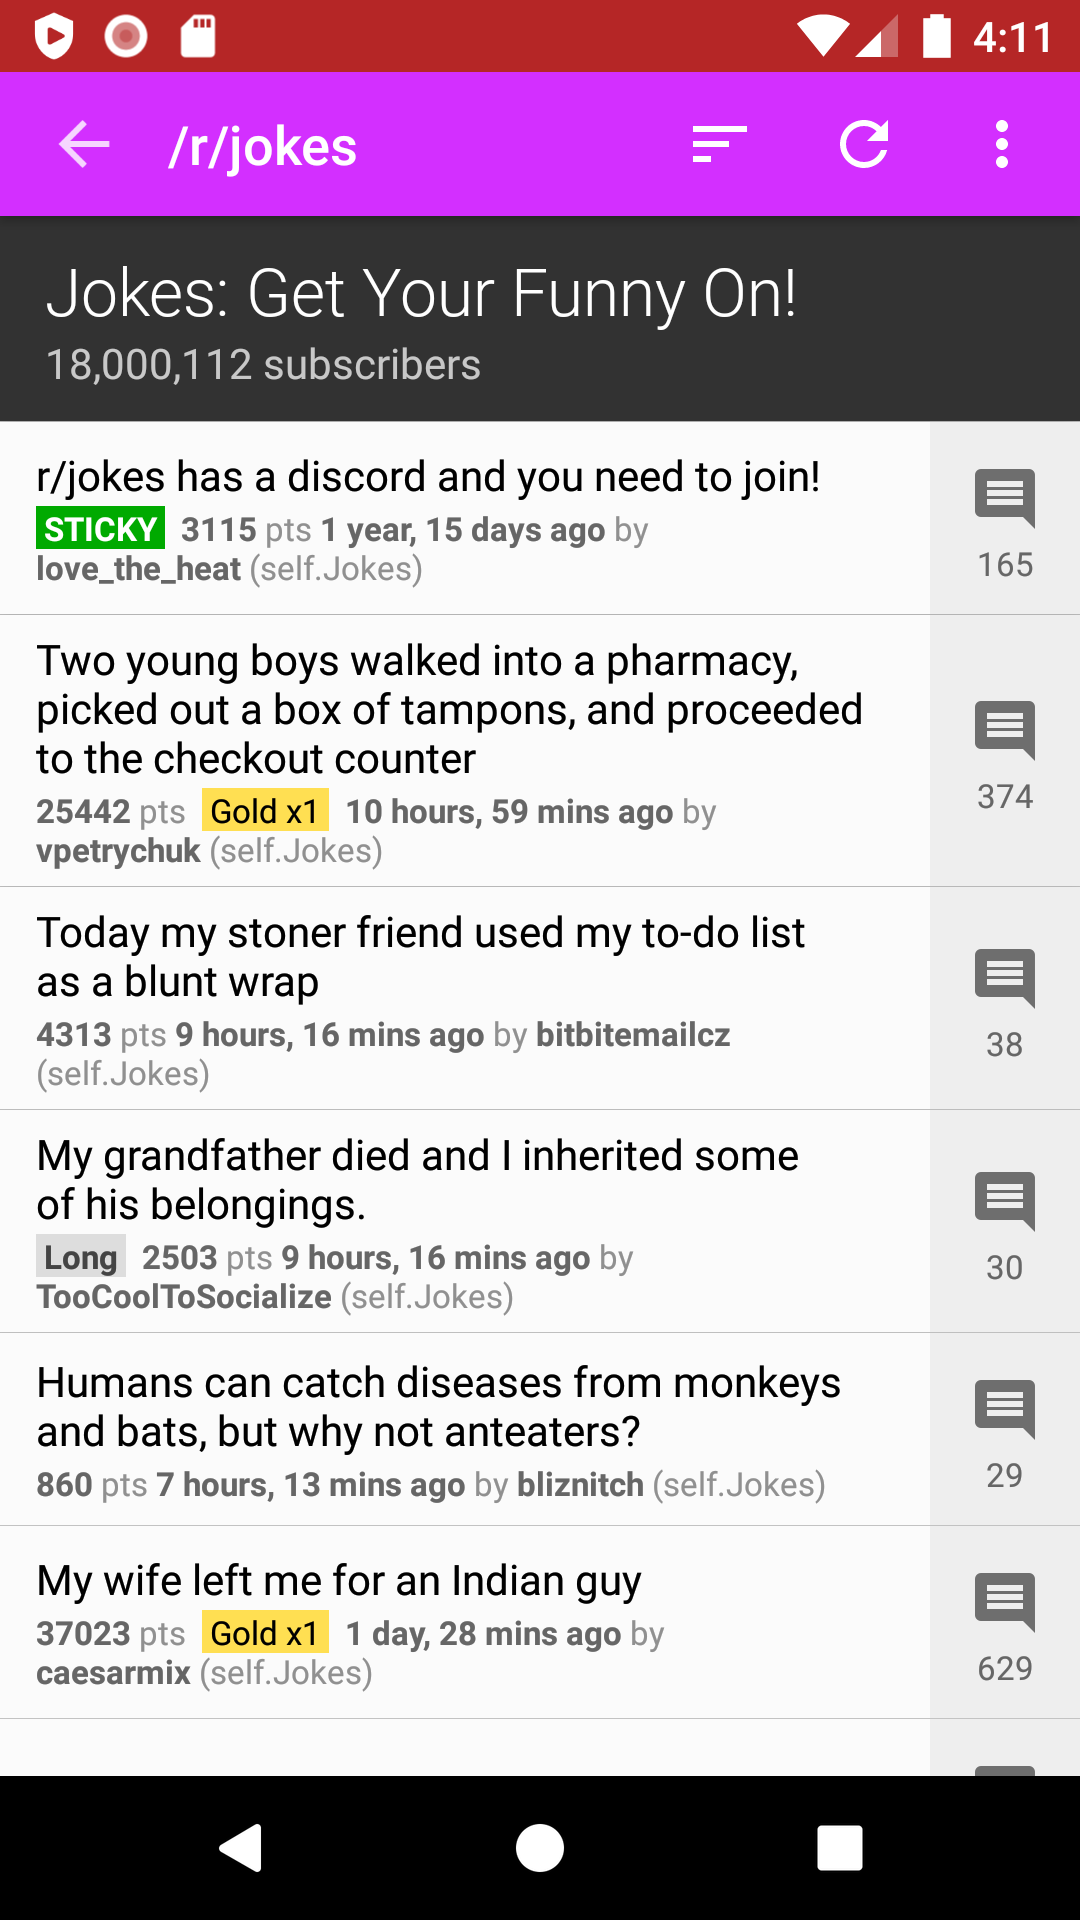 4:11
/r/jokes
Jokes: Get Your Funny On!
18,000,112 subscribers
r/jokes has a discord and you need to join!
STICKY 3115 pts 1 year, 15 days ago by
love_the_heat (self.Jokes)
165
Two young boys walked into a pharmacy,
picked out a box of tampons, and proceeded
to the checkout counter
25442 pts Gold x1 10 hours, 59 mins ago by
vpetrychuk (self.Jokes)
374
Today my stoner friend used my to-do list
as a blunt wrap
4313 pts 9 hours, 16 mins ago by bitbitemailcz
(self.Jokes)
38
My grandfather died and I inherited some
of his belongings.
Long 2503 pts 9 hours, 16 mins ago by
TooCoolToSocialize (self.Jokes)
30
Humans can catch diseases from monkeys
and bats, but why not anteaters?
860 pts 7 hours, 13 mins ago by bliznitch (self.Jokes)
29
My wife left me for an Indian guy
37023 pts Gold x1 1 day, 28 mins ago by
caesarmix (self.Jokes)
629